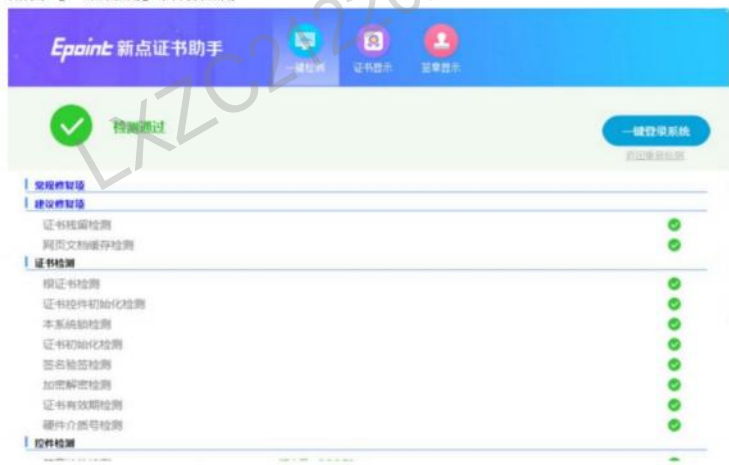 LXZC21220
Epoint 新点证书助手
一键检测 证书显示 签章显示
检测通过
一键登录系统
常规修复项
建议修复项
证书残留检测
网页文档缓存检测
证书检测
根证书检测
证书控件初始化检测
本系统锁检测
证书初始化检测
签名验签检测
加密解密检测
证书有效期检测
硬件介质号检测
控件检测